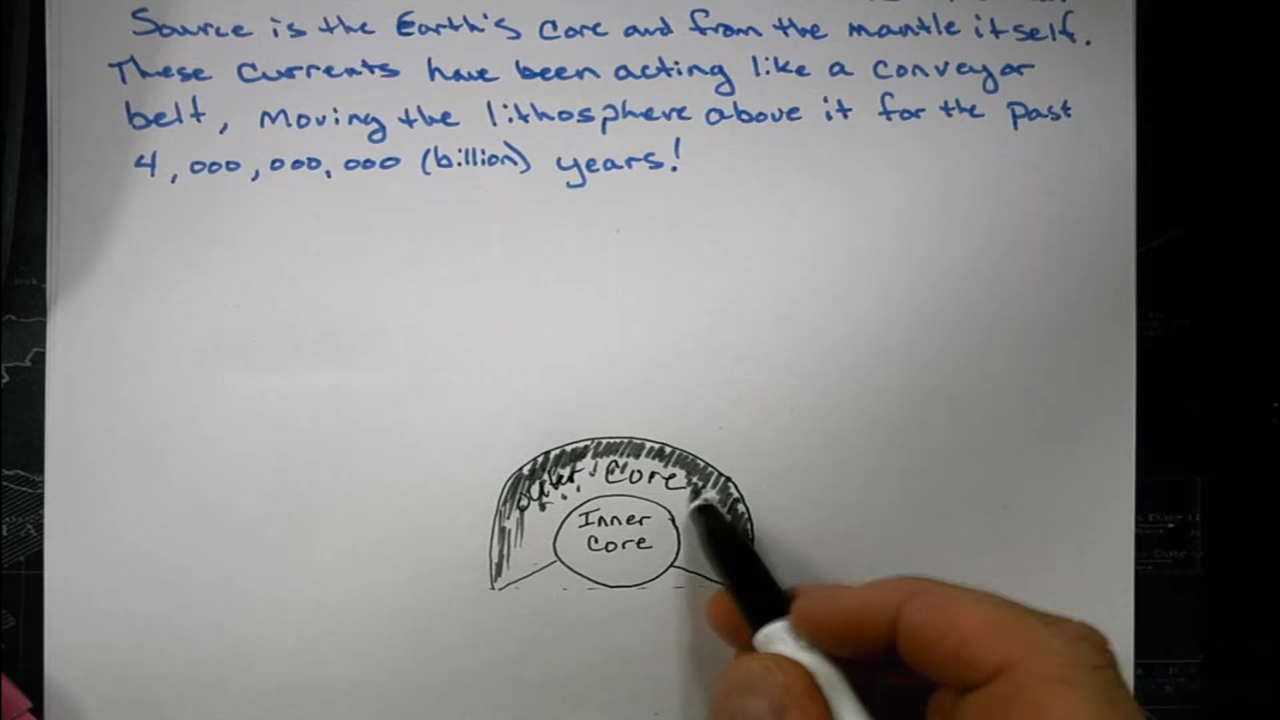 Source is the Earth's Core and from the mantle itself.
These currents have been acting like a conveyor
belt, moving the lithosphere above it for the past
4,000,000,000 (billion) years!
outer Core
Inner
Core